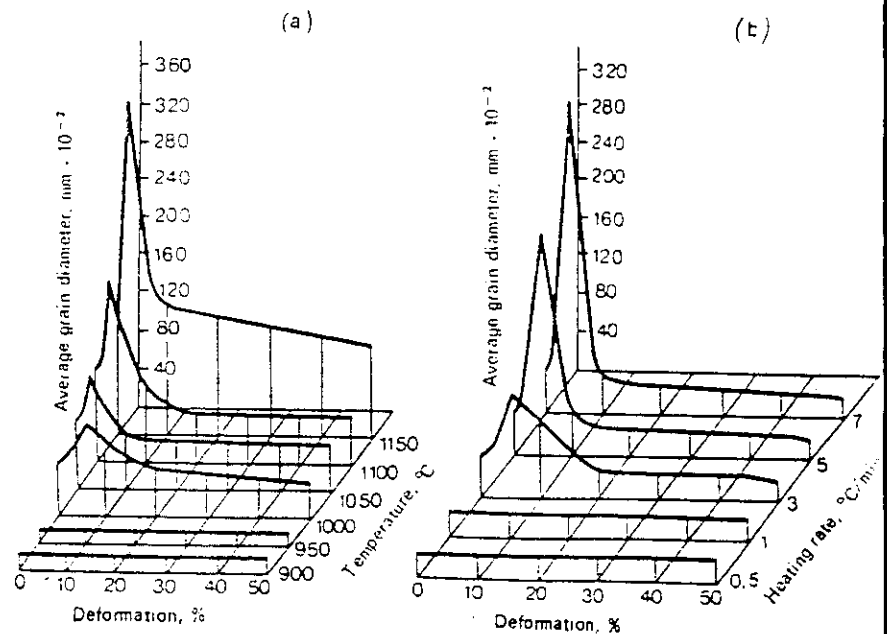 (a)
Average grain diameter, mm · 10⁻²
360
320
280
240
200
160
120
80
40
1150
1100
1050
1000
950
900
Temperature, °C
0 10 20 30 40 50
Deformation, %
(b)
Average grain diameter, mm · 10⁻²
320
280
240
200
160
120
80
40
7
5
3
1
0,5
Heating rate, °C/min
0 10 20 30 40 50
Deformation, %